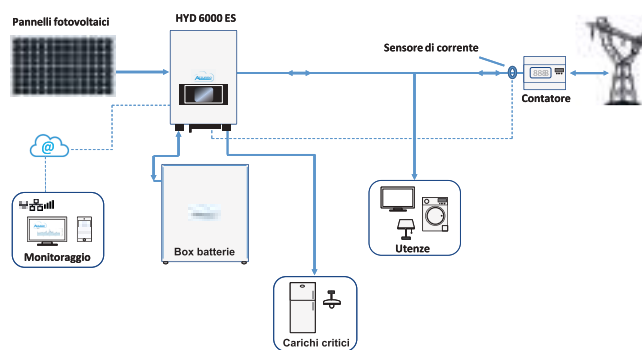 HYD 6000 ES
Pannelli fotovoltaici
Sensore di corrente
Contatore
@
Box batterie
Monitoraggio
Utenze
Carichi critici